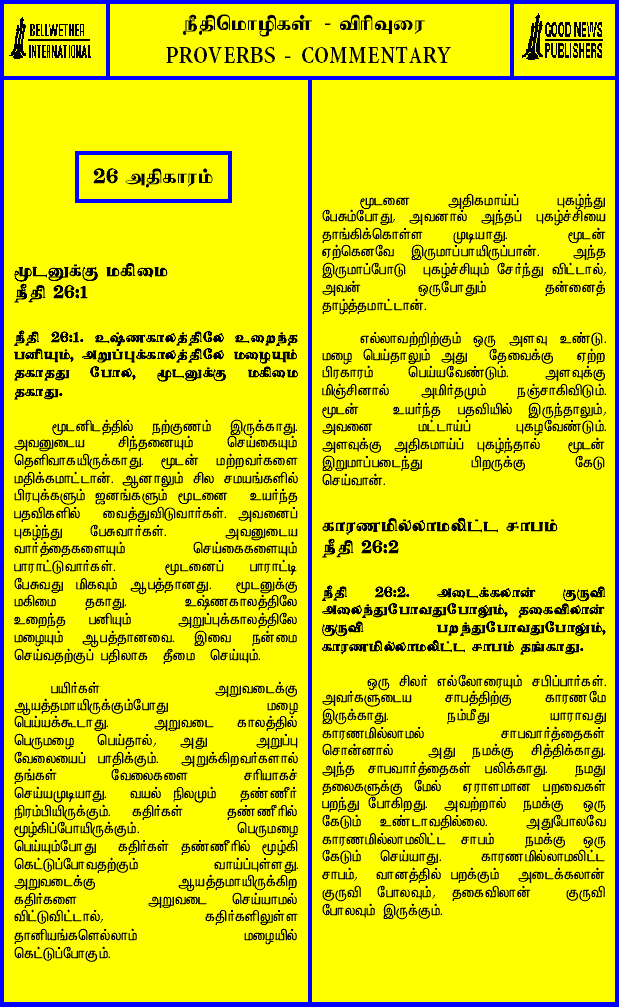 BELLWETHER
INTERNATIONAL
நீதிமொழிகள் - விரிவுரை
PROVERBS - COMMENTARY
GOOD NEWS
PUBLISHERS
26 அதிகாரம்
மூடனுக்கு மகிமை
நீதி 26:1
நீதி 26:1. உஷ்ணகாலத்திலே உறைந்த
பனியும், அறுப்புக்காலத்திலே மழையும்
தகாதது போல, மூடனுக்கு மகிமை
தகாது.
மூடனிடத்தில் நற்குணம் இருக்காது.
அவனுடைய சிந்தனையும் செய்கையும்
தெளிவாகயிருக்காது. மூடன் மற்றவர்களை
மதிக்கமாட்டான். ஆனாலும் சில சமயங்களில்
பிரபுக்களும் ஜனங்களும் மூடனை உயர்ந்த
பதவிகளில் வைத்துவிடுவார்கள். அவனைப்
புகழ்ந்து பேசுவார்கள். அவனுடைய
வார்த்தைகளையும் செய்கைகளையும்
பாராட்டுவார்கள். மூடனைப் பாராட்டி
பேசுவது மிகவும் ஆபத்தானது. மூடனுக்கு
மகிமை தகாது. உஷ்ணகாலத்திலே
உறைந்த பனியும் அறுப்புக்காலத்திலே
மழையும் ஆபத்தானவை. இவை நன்மை
செய்வதற்குப் பதிலாக தீமை செய்யும்.
பயிர்கள் அறுவடைக்கு
ஆயத்தமாயிருக்கும்போது மழை
பெய்யக்கூடாது. அறுவடை காலத்தில்
பெருமழை பெய்தால், அது அறுப்பு
வேலையைப் பாதிக்கும். அறுக்கிறவர்களால்
தங்கள் வேலைகளை சரியாகச்
செய்யமுடியாது. வயல் நிலமும் தண்ணீர்
நிரம்பியிருக்கும். கதிர்கள் தண்ணீரில்
மூழ்கிப்போயிருக்கும். பெருமழை
பெய்யும்போது கதிர்கள் தண்ணீரில் மூழ்கி
கெட்டுப்போவதற்கும் வாய்ப்புள்ளது.
அறுவடைக்கு ஆயத்தமாயிருக்கிற
கதிர்களை அறுவடை செய்யாமல்
விட்டுவிட்டால், கதிர்களிலுள்ள
தானியங்களெல்லாம் மழையில்
கெட்டுப்போகும்.
மூடனை அதிகமாய்ப் புகழ்ந்து
பேசும்போது, அவனால் அந்தப் புகழ்ச்சியை
தாங்கிக்கொள்ள முடியாது. மூடன்
ஏற்கெனவே இருமாப்பாயிருப்பான். அந்த
இருமாப்போடு புகழ்ச்சியும் சேர்ந்து விட்டால்,
அவன் ஒருபோதும் தன்னைத்
தாழ்த்தமாட்டான்.
எல்லாவற்றிற்கும் ஒரு அளவு உண்டு.
மழை பெய்தாலும் அது தேவைக்கு ஏற்ற
பிரகாரம் பெய்யவேண்டும். அளவுக்கு
மிஞ்சினால் அமிர்தமும் நஞ்சாகிவிடும்.
மூடன் உயர்ந்த பதவியில் இருந்தாலும்,
அவனை மட்டாய்ப் புகழவேண்டும்.
அளவுக்கு அதிகமாய்ப் புகழ்ந்தால் மூடன்
இறுமாப்படைந்து பிறருக்கு கேடு
செய்வான்.
காரணமில்லாமலிட்ட சாபம்
நீதி 26:2
நீதி 26:2. அடைக்கலான் குருவி
அலைந்துபோவதுபோலும், தகைவிலான்
குருவி பறந்துபோவதுபோலும்,
காரணமில்லாமலிட்ட சாபம் தங்காது.
ஒரு சிலர் எல்லோரையும் சபிப்பார்கள்.
அவர்களுடைய சாபத்திற்கு காரணமே
இருக்காது. நம்மீது யாராவது
காரணமில்லாமல் சாபவார்த்தைகள்
சொன்னால் அது நமக்கு சித்திக்காது.
அந்த சாபவார்த்தைகள் பலிக்காது. நமது
தலைகளுக்கு மேல் ஏராளமான பறவைகள்
பறந்து போகிறது. அவற்றால் நமக்கு ஒரு
கேடும் உண்டாவதில்லை. அதுபோலவே
காரணமில்லாமலிட்ட சாபம் நமக்கு ஒரு
கேடும் செய்யாது. காரணமில்லாமலிட்ட
சாபம், வானத்தில் பறக்கும் அடைக்கலான்
குருவி போலவும், தகைவிலான் குருவி
போலவும் இருக்கும்.